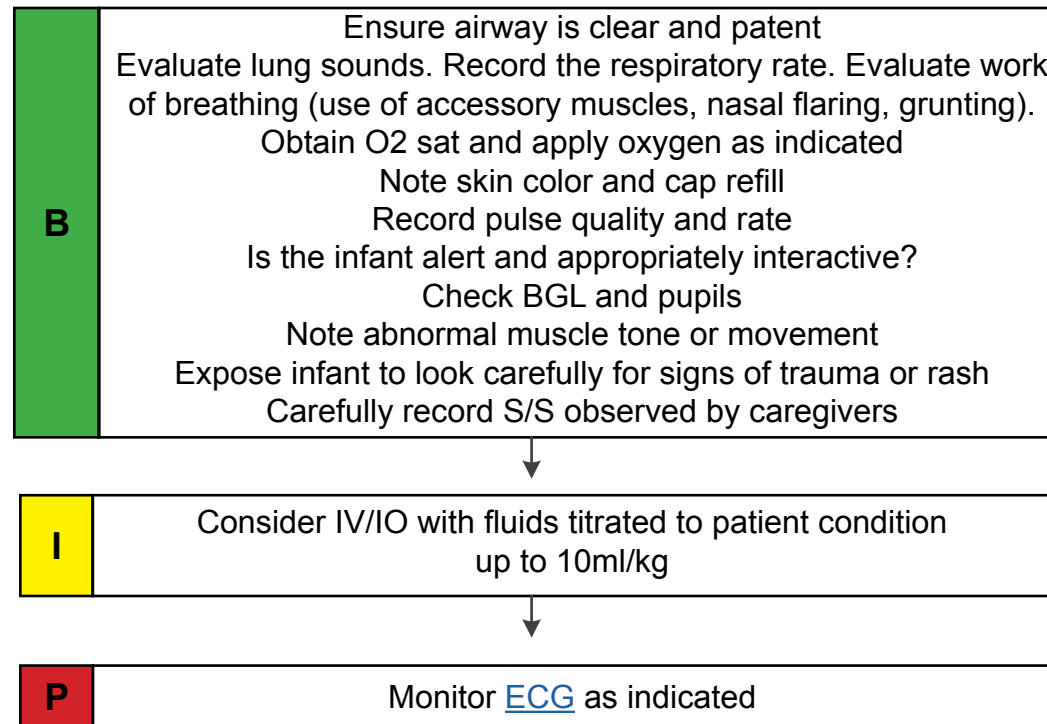 Ensure airway is clear and patent
Evaluate lung sounds. Record the respiratory rate. Evaluate work
of breathing (use of accessory muscles, nasal flaring, grunting).
Obtain O2 sat and apply oxygen as indicated
Note skin color and cap refill
B
Record pulse quality and rate
Is the infant alert and appropriately interactive?
Check BGL and pupils
Note abnormal muscle tone or movement
Expose infant to look carefully for signs of trauma or rash
Carefully record S/S observed by caregivers
I
Consider IV/IO with fluids titrated to patient condition
up to 10ml/kg
P
Monitor ECG as indicated